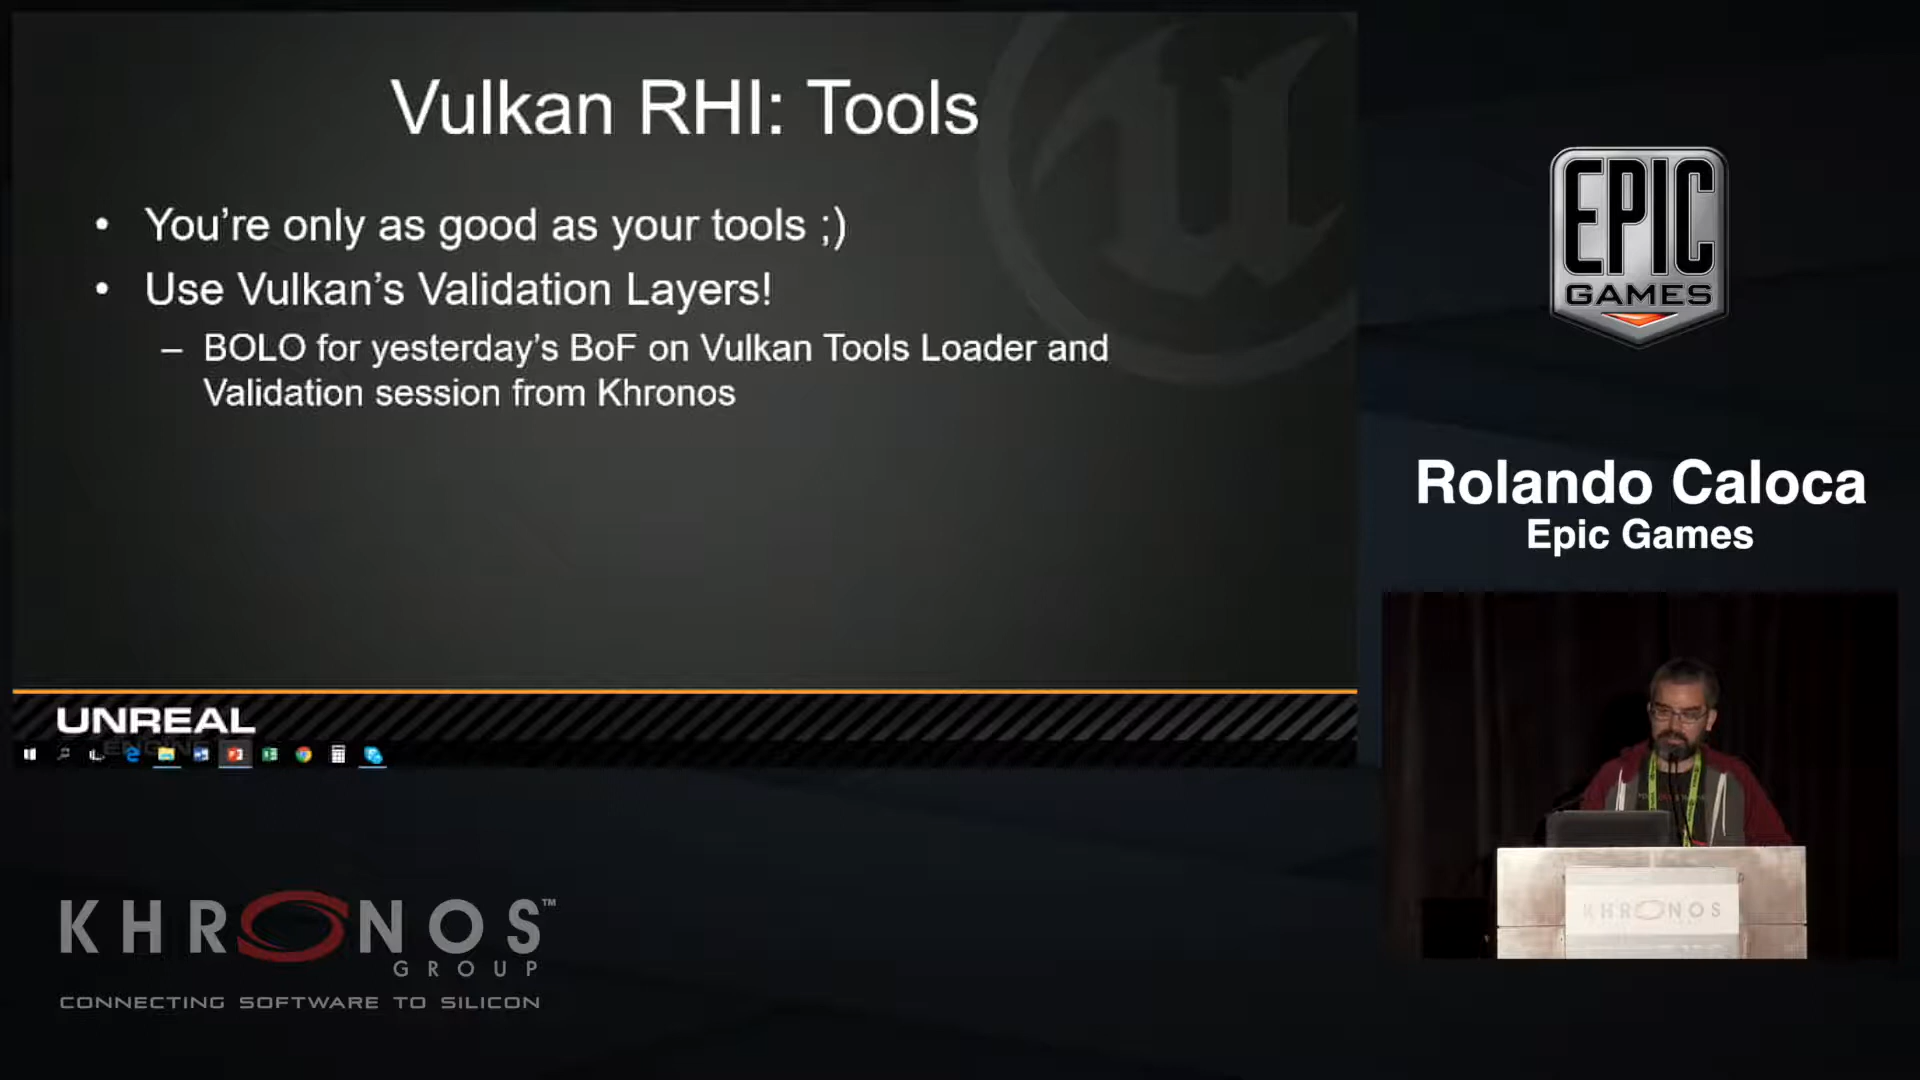 Vulkan RHI: Tools
• You’re only as good as your tools ;)
• Use Vulkan’s Validation Layers!
– BOLO for yesterday’s BoF on Vulkan Tools Loader and
Validation session from Khronos
UNREAL
ENGINE
EPIC
GAMES
Rolando Caloca
Epic Games
KHRONOS
KHRONOS™
GROUP
CONNECTING SOFTWARE TO SILICON